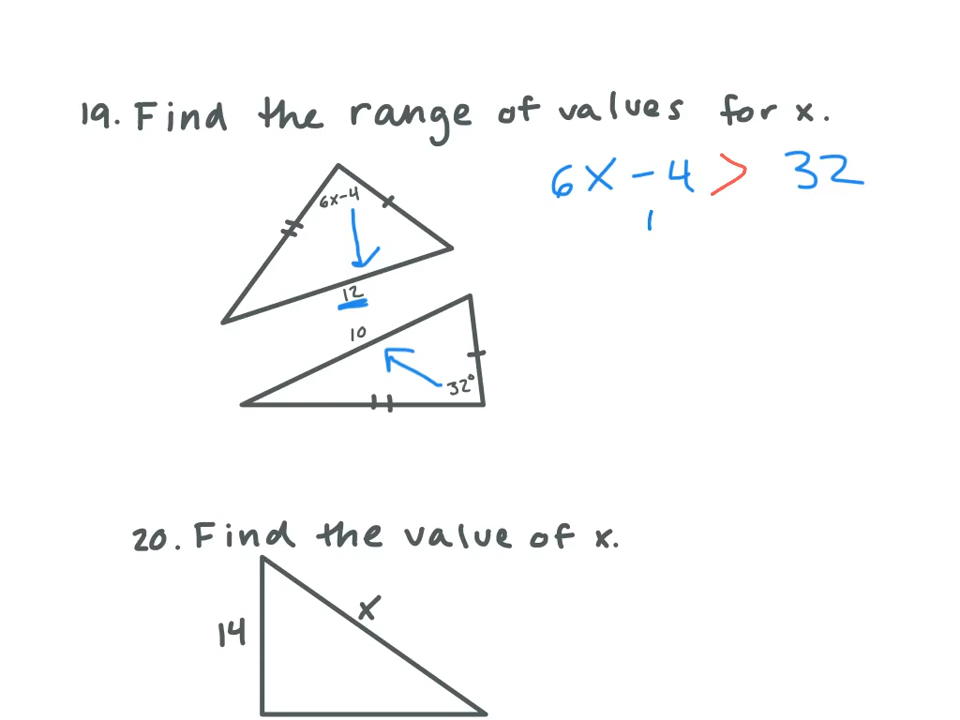 19. Find the range of values for x.
6x - 4 > 32
6x-4
12
10
32°
20. Find the value of x.
x
14